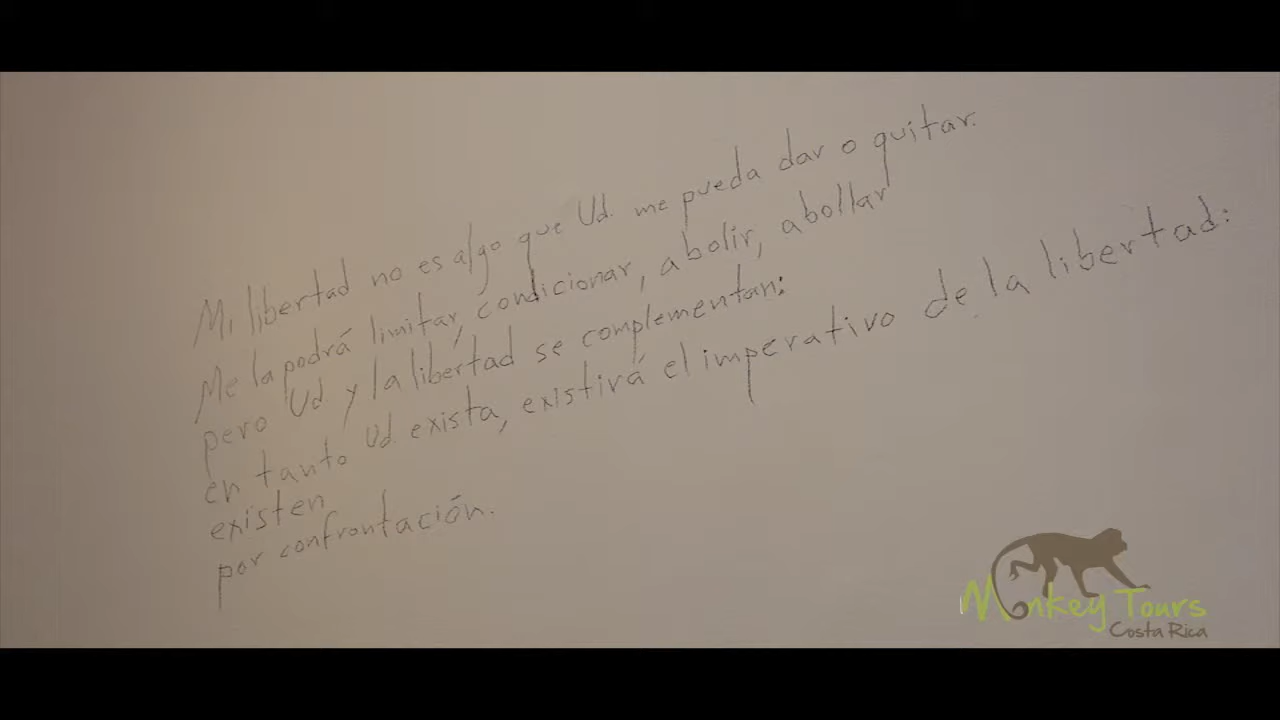 Mi libertad no es algo que Ud. me pueda dar o quitar.
Me la podrá limitar, condicionar, abolir, abollar
pero Ud y la libertad se complementan:
en tanto Ud. exista, existirá el imperativo de la libertad:
existen
por confrontación.
Monkey Tours
Costa Rica